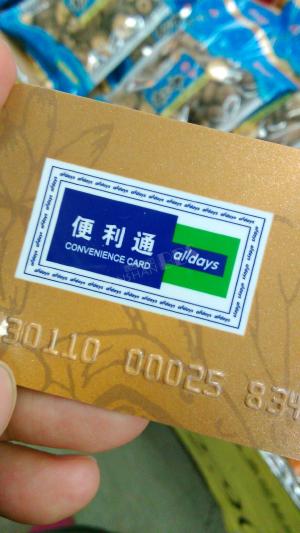 便利通
CONVENIENCE CARD
alldays
30110 00025 834